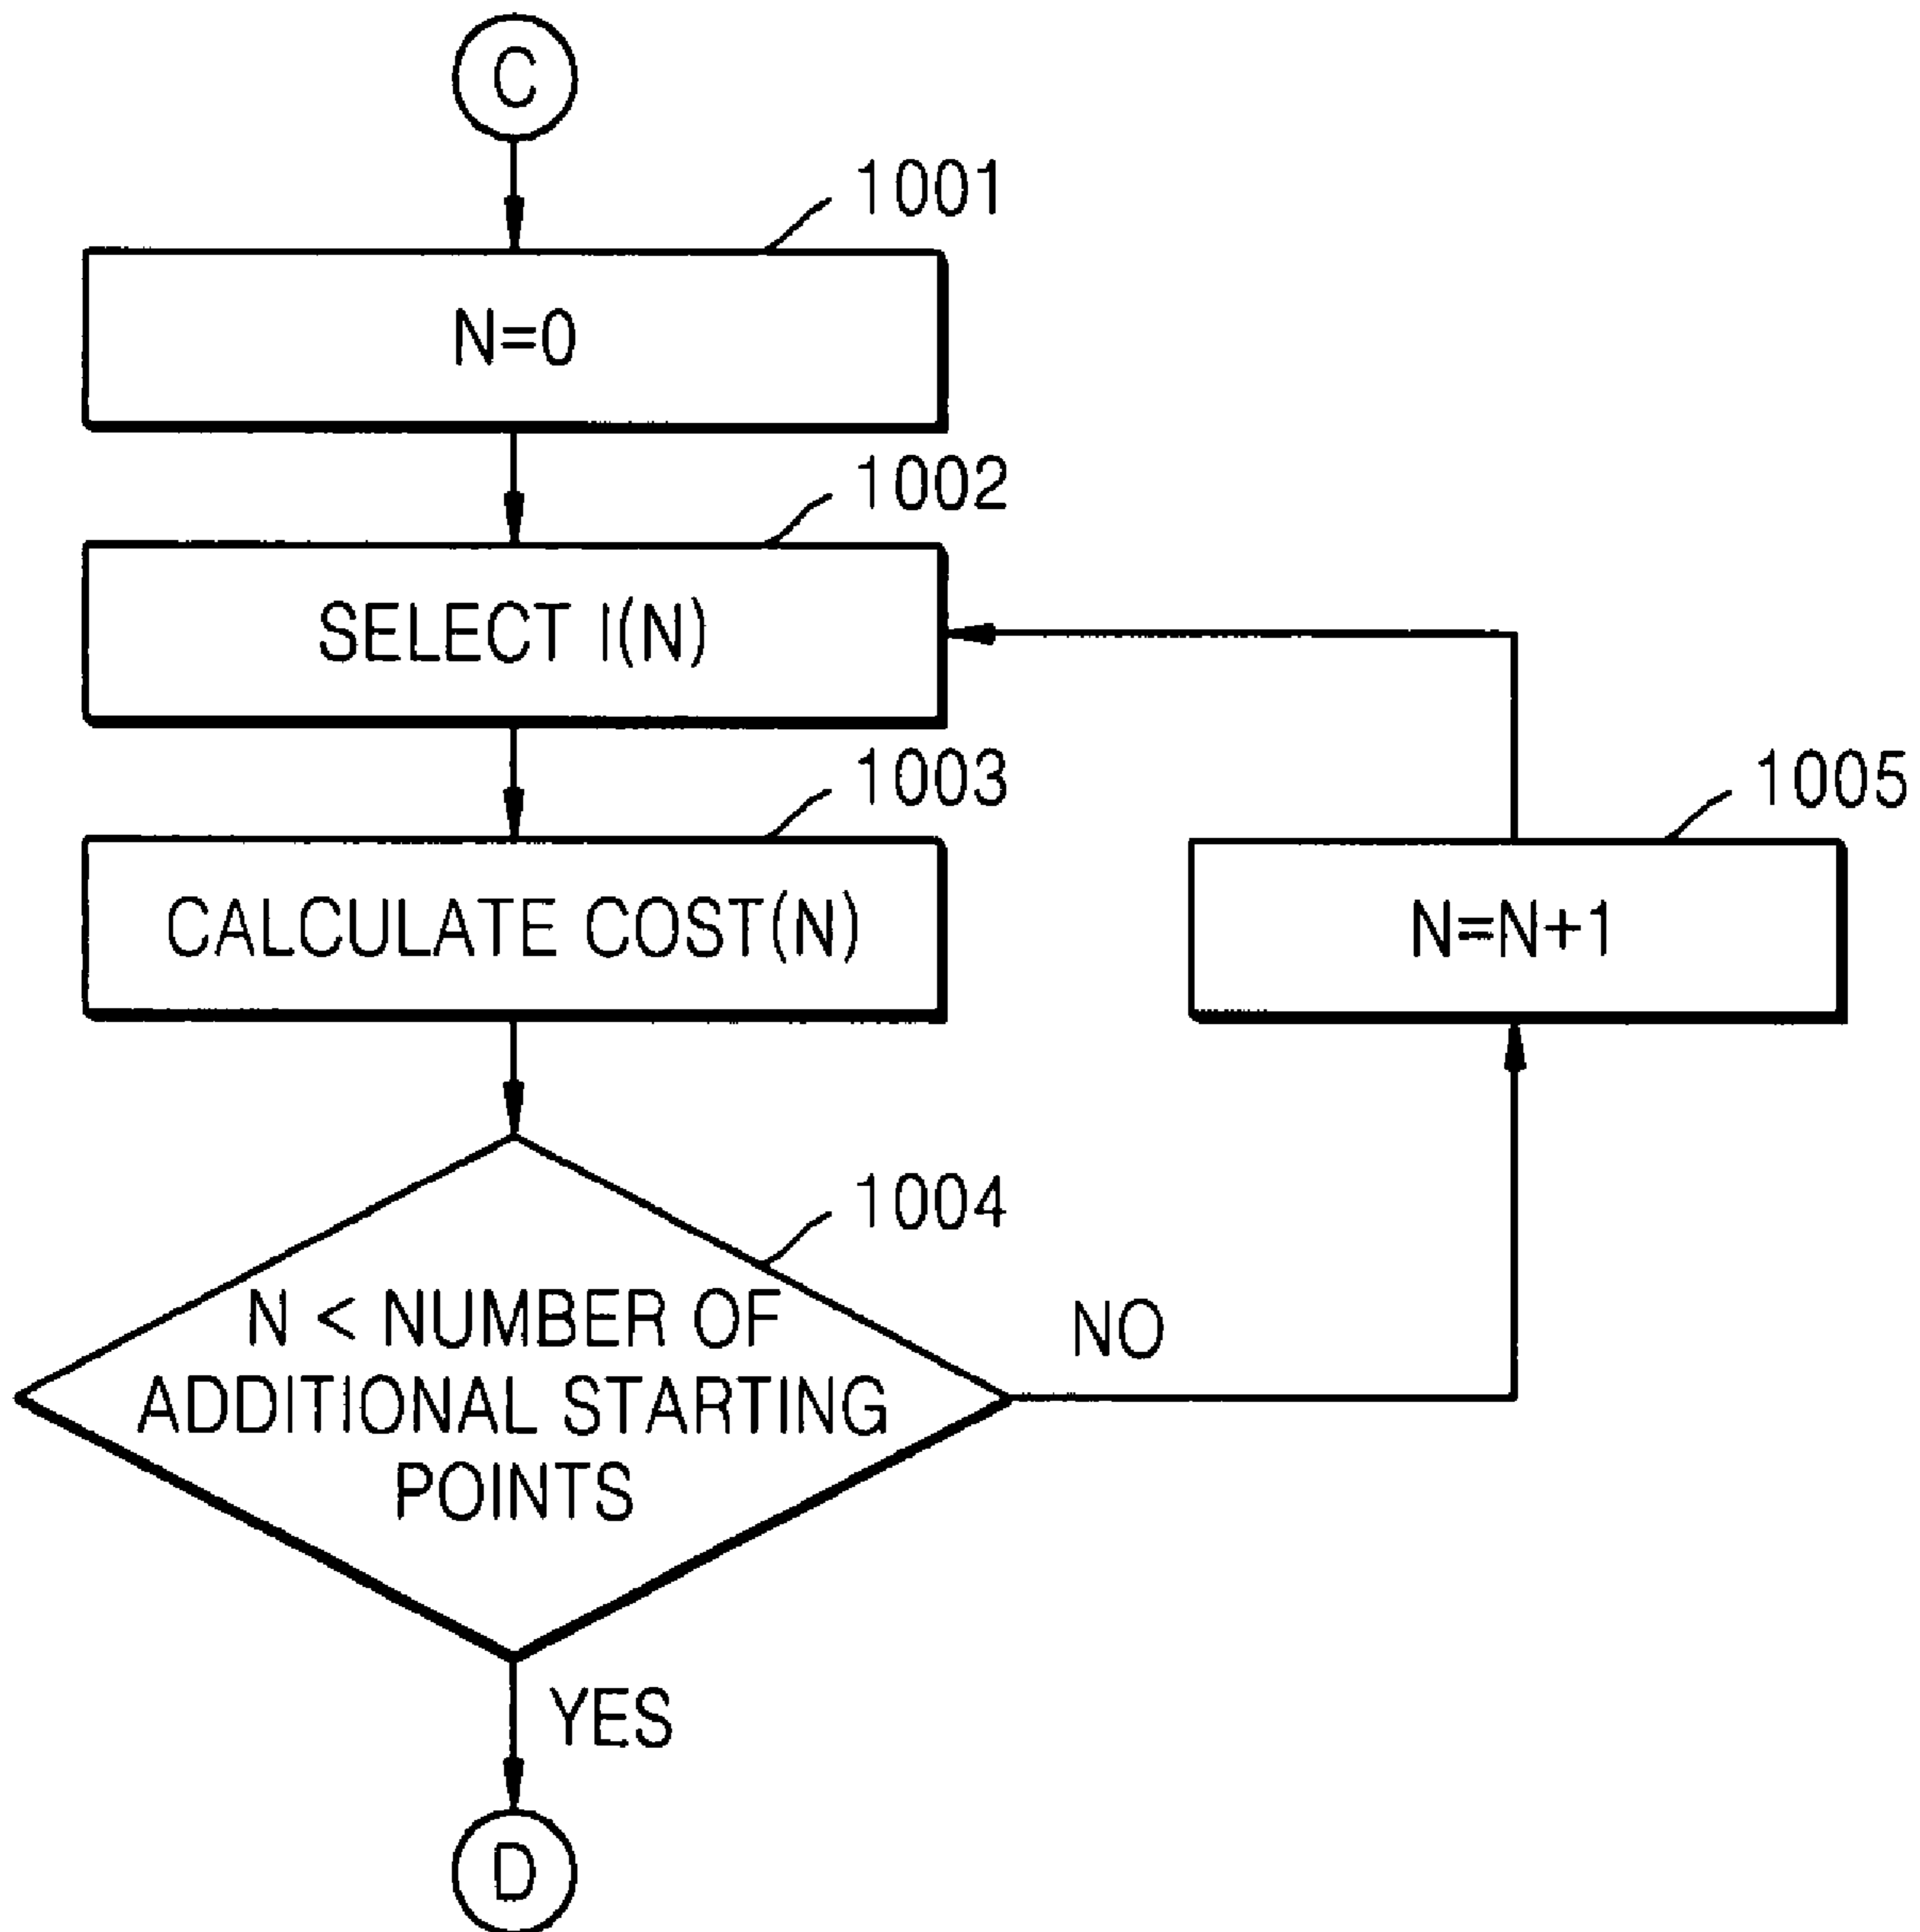 C
1001
N=0
1002
SELECT I(N)
1003
CALCULATE COST(N)
1005
N=N+1
1004
N < NUMBER OF
ADDITIONAL STARTING
POINTS
NO
YES
D